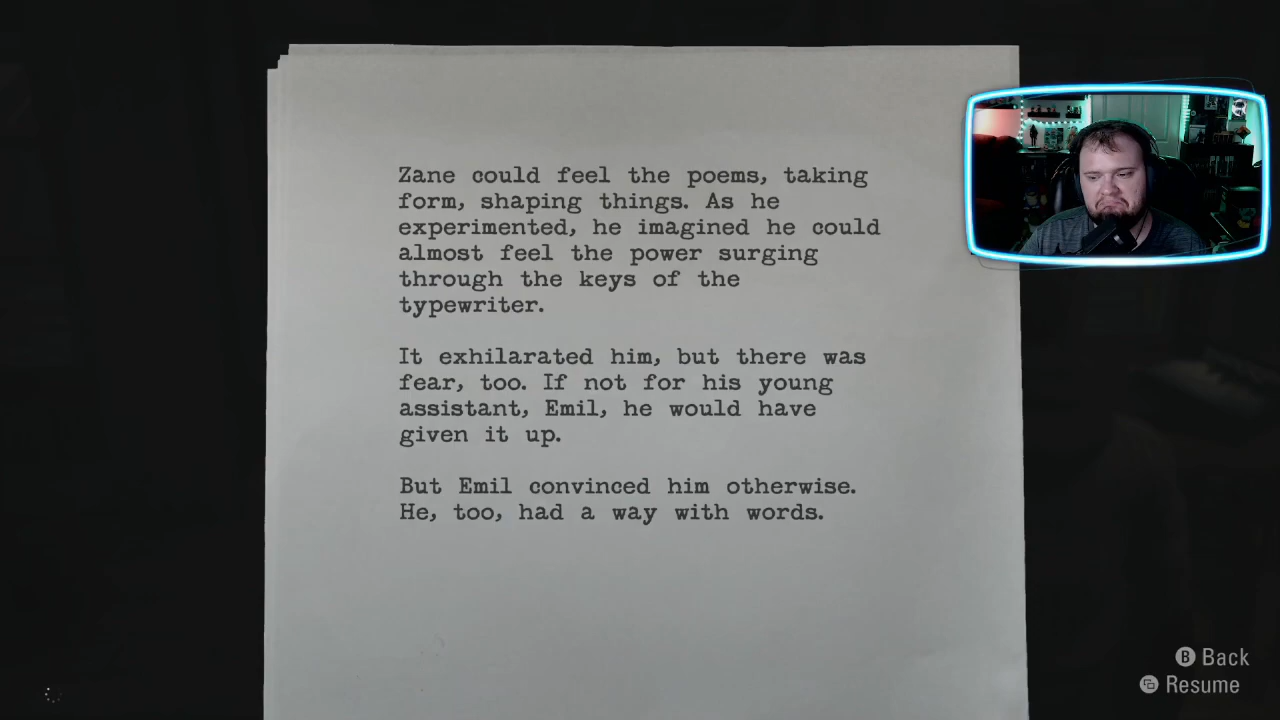 Zane could feel the poems, taking
form, shaping things. As he
experimented, he imagined he could
almost feel the power surging
through the keys of the
typewriter.
It exhilarated him, but there was
fear, too. If not for his young
assistant, Emil, he would have
given it up.
But Emil convinced him otherwise.
He, too, had a way with words.
B Back
Resume